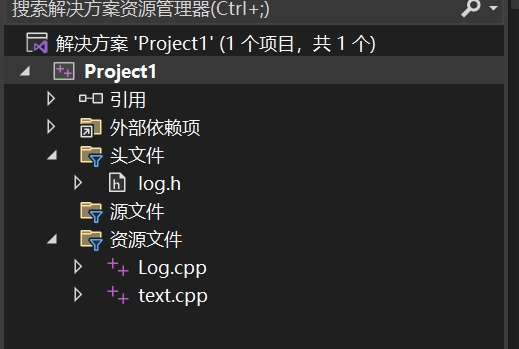 搜索解决方案资源管理器(Ctrl+;)
解决方案 'Project1' (1 个项目，共 1 个)
Project1
引用
外部依赖项
头文件
log.h
源文件
资源文件
Log.cpp
text.cpp